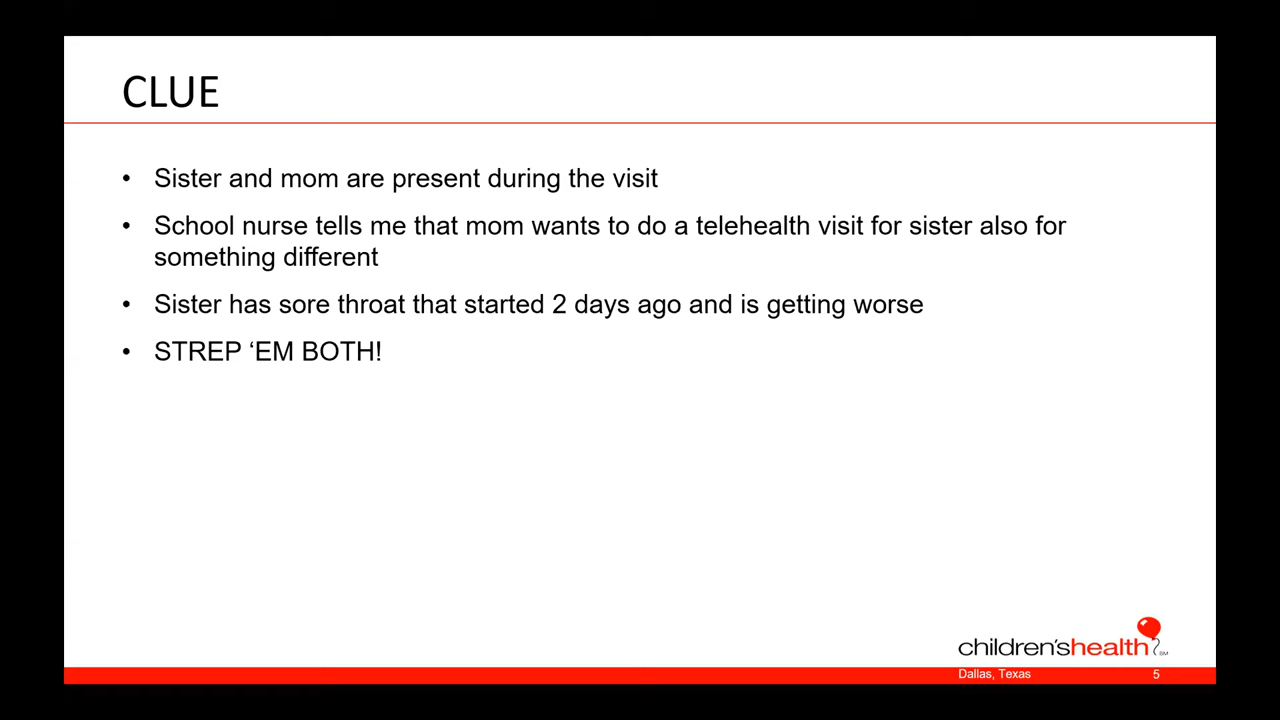 CLUE
• Sister and mom are present during the visit
• School nurse tells me that mom wants to do a telehealth visit for sister also for
something different
• Sister has sore throat that started 2 days ago and is getting worse
• STREP ‘EM BOTH!
children'shealth SM
Dallas, Texas 5